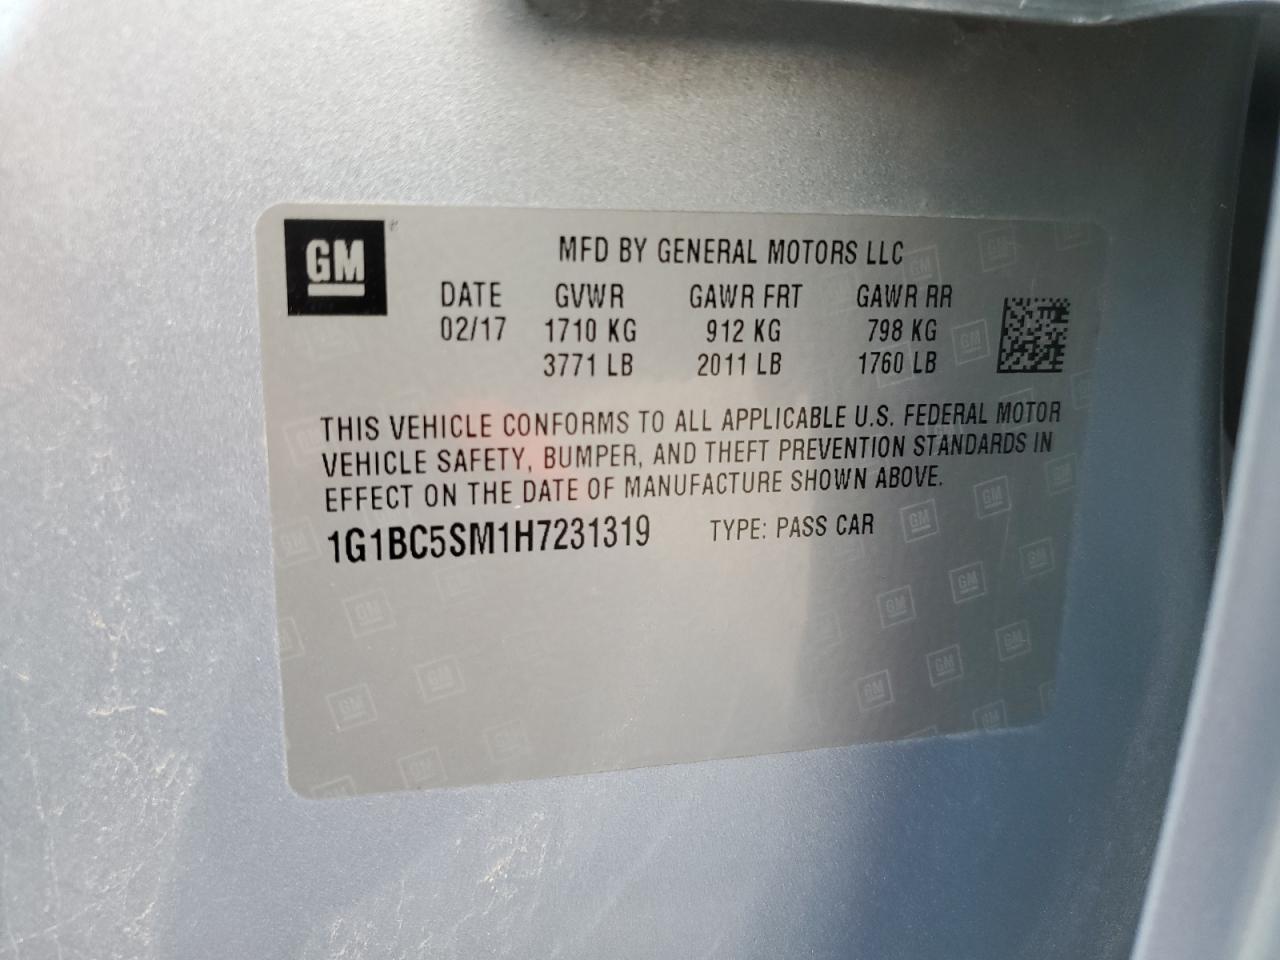 GM
MFD BY GENERAL MOTORS LLC
DATE GVWR GAWR FRT GAWR RR
02/17 1710 KG 912 KG 798 KG
3771 LB 2011 LB 1760 LB
THIS VEHICLE CONFORMS TO ALL APPLICABLE U.S. FEDERAL MOTOR
VEHICLE SAFETY, BUMPER, AND THEFT PREVENTION STANDARDS IN
EFFECT ON THE DATE OF MANUFACTURE SHOWN ABOVE.
1G1BC5SM1H7231319 TYPE: PASS CAR